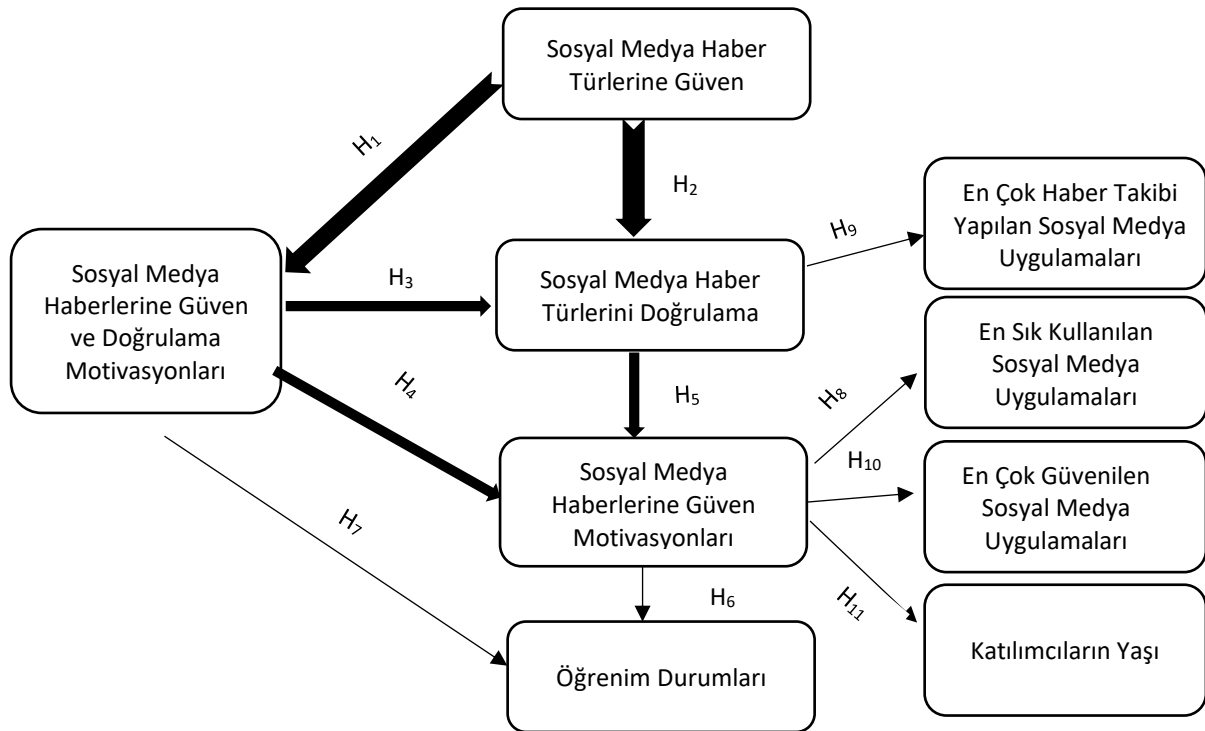 Sosyal Medya Haber
Türlerine Güven
H1
H2
En Çok Haber Takibi
Yapılan Sosyal Medya
Uygulamaları
H9
Sosyal Medya
Haberlerine Güven
ve Doğrulama
Motivasyonları
H3
Sosyal Medya Haber
Türlerini Doğrulama
En Sık Kullanılan
Sosyal Medya
Uygulamaları
H4
H5
H8
Sosyal Medya
Haberlerine Güven
Motivasyonları
H10
En Çok Güvenilen
Sosyal Medya
Uygulamaları
H7
H6
H11
Öğrenim Durumları
Katılımcıların Yaşı